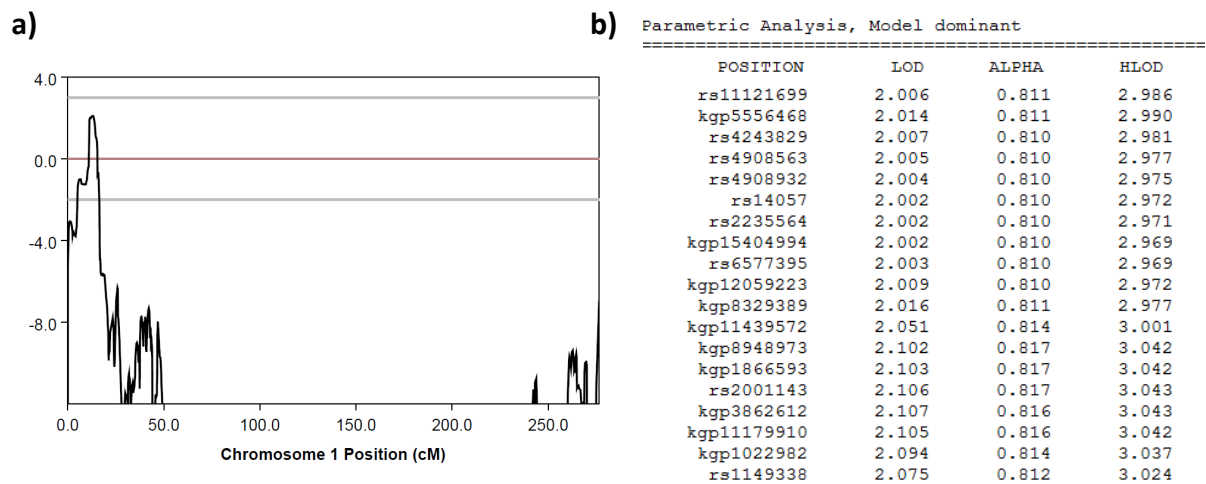 a)
4.0
0.0
-4.0
-8.0
0.0 50.0 100.0 150.0 200.0 250.0
Chromosome 1 Position (cM)
b)
Parametric Analysis, Model dominant
================================================
POSITION LOD ALPHA HLOD
rs11121699 2.006 0.811 2.986
kgp5556468 2.014 0.811 2.990
rs4243829 2.007 0.810 2.981
rs4908563 2.005 0.810 2.977
rs4908932 2.004 0.810 2.975
rs14057 2.002 0.810 2.972
rs2235564 2.002 0.810 2.971
kgp15404994 2.002 0.810 2.969
rs6577395 2.003 0.810 2.969
kgp12059223 2.009 0.810 2.972
kgp8329389 2.016 0.811 2.977
kgp11439572 2.051 0.814 3.001
kgp8948973 2.102 0.817 3.042
kgp1866593 2.103 0.817 3.042
rs2001143 2.106 0.817 3.043
kgp3862612 2.107 0.816 3.043
kgp11179910 2.105 0.816 3.042
kgp1022982 2.094 0.814 3.037
rs1149338 2.075 0.812 3.024